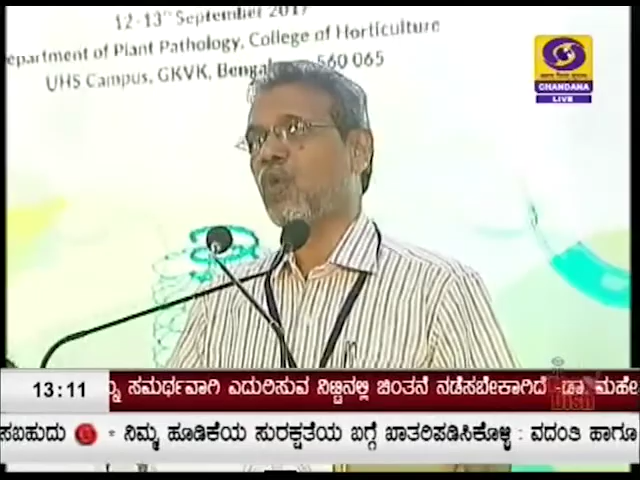 12-13th September 2017
epartment of Plant Pathology, College of Horticulture
UHS Campus, GKVK, Bengal 560 065
CHANDANA
LIVE
13:11
ನ್ನು ಸಮರ್ಥವಾಗಿ ಎದುರಿಸುವ ನಿಟ್ಟಿನಲ್ಲಿ ಚಿಂತನೆ ನಡೆಸಬೇಕಾಗಿದೆ -ಡಾ. ಮಹೇ
ಸಬಹುದು * ನಿಮ್ಮ ಹೂಡಿಕೆಯ ಸುರಕ್ಷತೆಯ ಬಗ್ಗೆ ಖಾತರಿಪಡಿಸಿಕೊಳ್ಳಿ : ವದಂತಿ ಹಾಗೂ